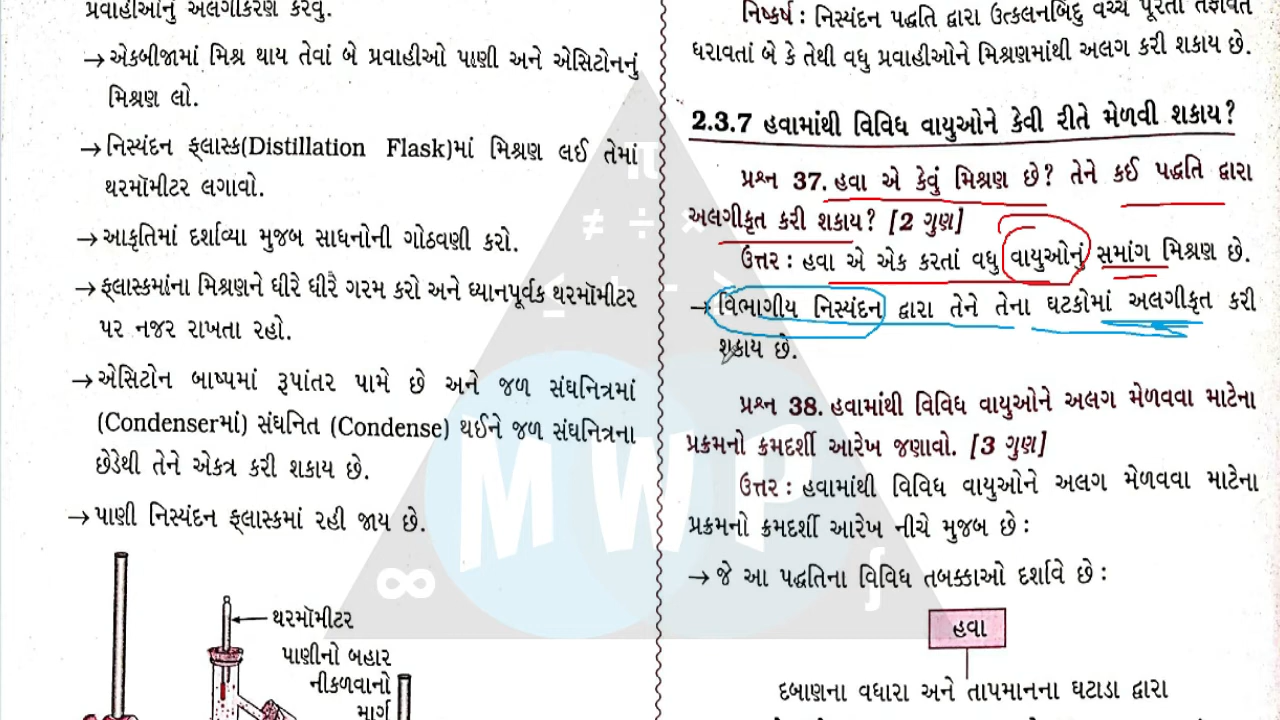 પ્રવાહીઓનું અલગીકરણ કરવું.
→ એકબીજામાં મિશ્ર થાય તેવાં બે પ્રવાહીઓ પાણી અને એસિટોનનું
મિશ્રણ લો.
→ નિસ્યંદન ફ્લાસ્ક(Distillation Flask)માં મિશ્રણ લઈ તેમાં
થરમૉમીટર લગાવો.
→ આકૃતિમાં દર્શાવ્યા મુજબ સાધનોની ગોઠવણી કરો.
→ ફ્લાસ્કમાંના મિશ્રણને ધીરે ધીરે ગરમ કરો અને ધ્યાનપૂર્વક થરમૉમીટર
પર નજર રાખતા રહો.
→ એસિટોન બાષ્પમાં રૂપાંતર પામે છે અને જળ સંઘનિત્રમાં
(Condenserમાં) સંઘનિત (Condense) થઈને જળ સંઘનિત્રના
છેડેથી તેને એકત્ર કરી શકાય છે.
→ પાણી નિસ્યંદન ફ્લાસ્કમાં રહી જાય છે.
થરમૉમીટર
પાણીનો બહાર
નીકળવાનો
માર્ગ
નિષ્કર્ષ : નિસ્યંદન પદ્ધતિ દ્વારા ઉત્કલનબિંદુ વચ્ચે પૂરતો તફાવત
ધરાવતાં બે કે તેથી વધુ પ્રવાહીઓને મિશ્રણમાંથી અલગ કરી શકાય છે.
2.3.7 હવામાંથી વિવિધ વાયુઓને કેવી રીતે મેળવી શકાય?
પ્રશ્ન 37. હવા એ કેવું મિશ્રણ છે? તેને કઈ પદ્ધતિ દ્વારા
અલગીકૃત કરી શકાય? [2 ગુણ]
ઉત્તર : હવા એ એક કરતાં વધુ વાયુઓનું સમાંગ મિશ્રણ છે.
→ વિભાગીય નિસ્યંદન દ્વારા તેને તેના ઘટકોમાં અલગીકૃત કરી
શકાય છે.
પ્રશ્ન 38. હવામાંથી વિવિધ વાયુઓને અલગ મેળવવા માટેના
પ્રક્રમનો ક્રમદર્શી આરેખ જણાવો. [3 ગુણ]
ઉત્તર : હવામાંથી વિવિધ વાયુઓને અલગ મેળવવા માટેના
પ્રક્રમનો ક્રમદર્શી આરેખ નીચે મુજબ છે :
→ જે આ પદ્ધતિના વિવિધ તબક્કાઓ દર્શાવે છે :
હવા
દબાણના વધારા અને તાપમાનના ઘટાડા દ્વારા
π
≠ ÷ ×
≤ + - >
MWP
∞ ∫